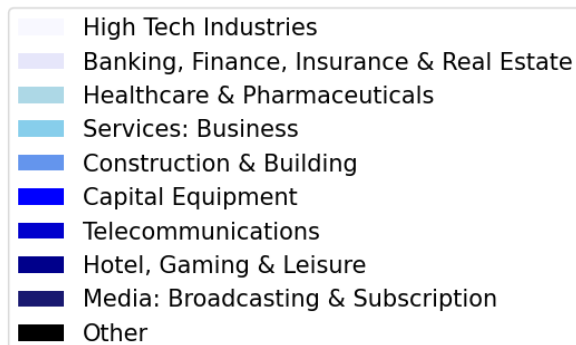 High Tech Industries
Banking, Finance, Insurance & Real Estate
Healthcare & Pharmaceuticals
Services: Business
Construction & Building
Capital Equipment
Telecommunications
Hotel, Gaming & Leisure
Media: Broadcasting & Subscription
Other